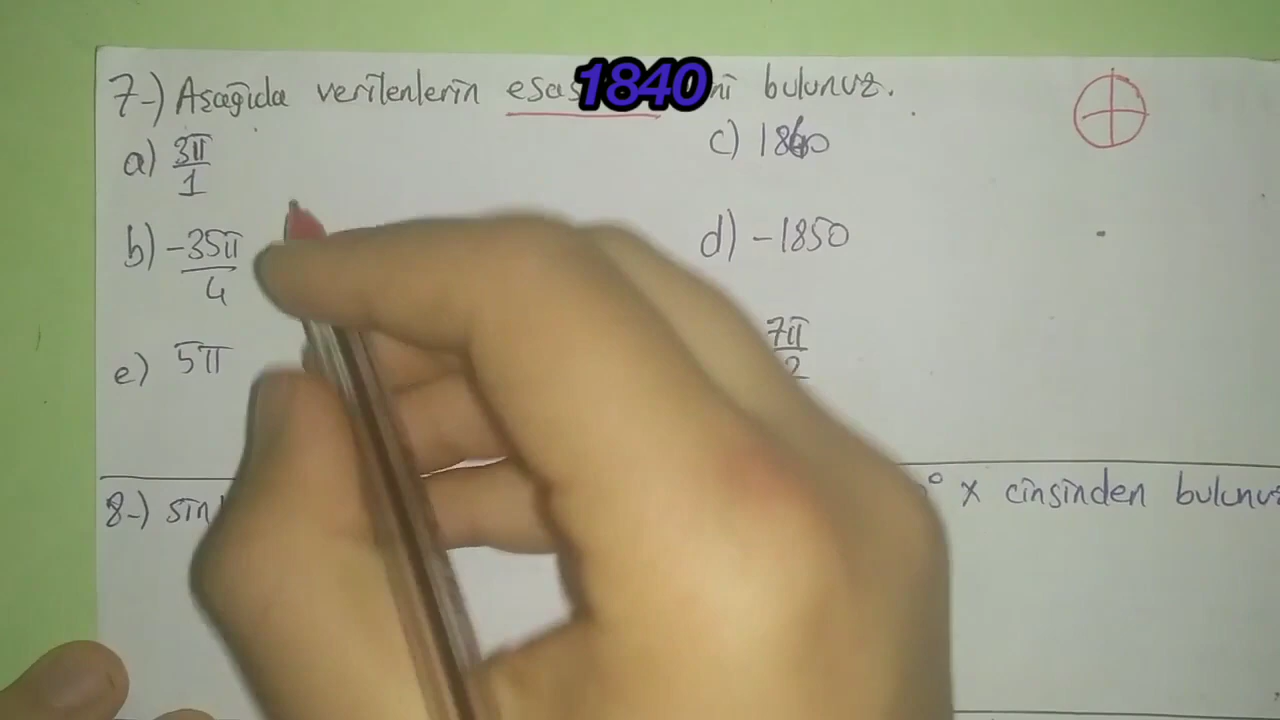 7-) Aşağıda verilenlerin esas 1840 ni bulunuz.
a) 3π/1
c) 1840
b) -35π/4
d) -1850
e) 5π
7π/2
8-) sin
° x cinsinden bulunuz